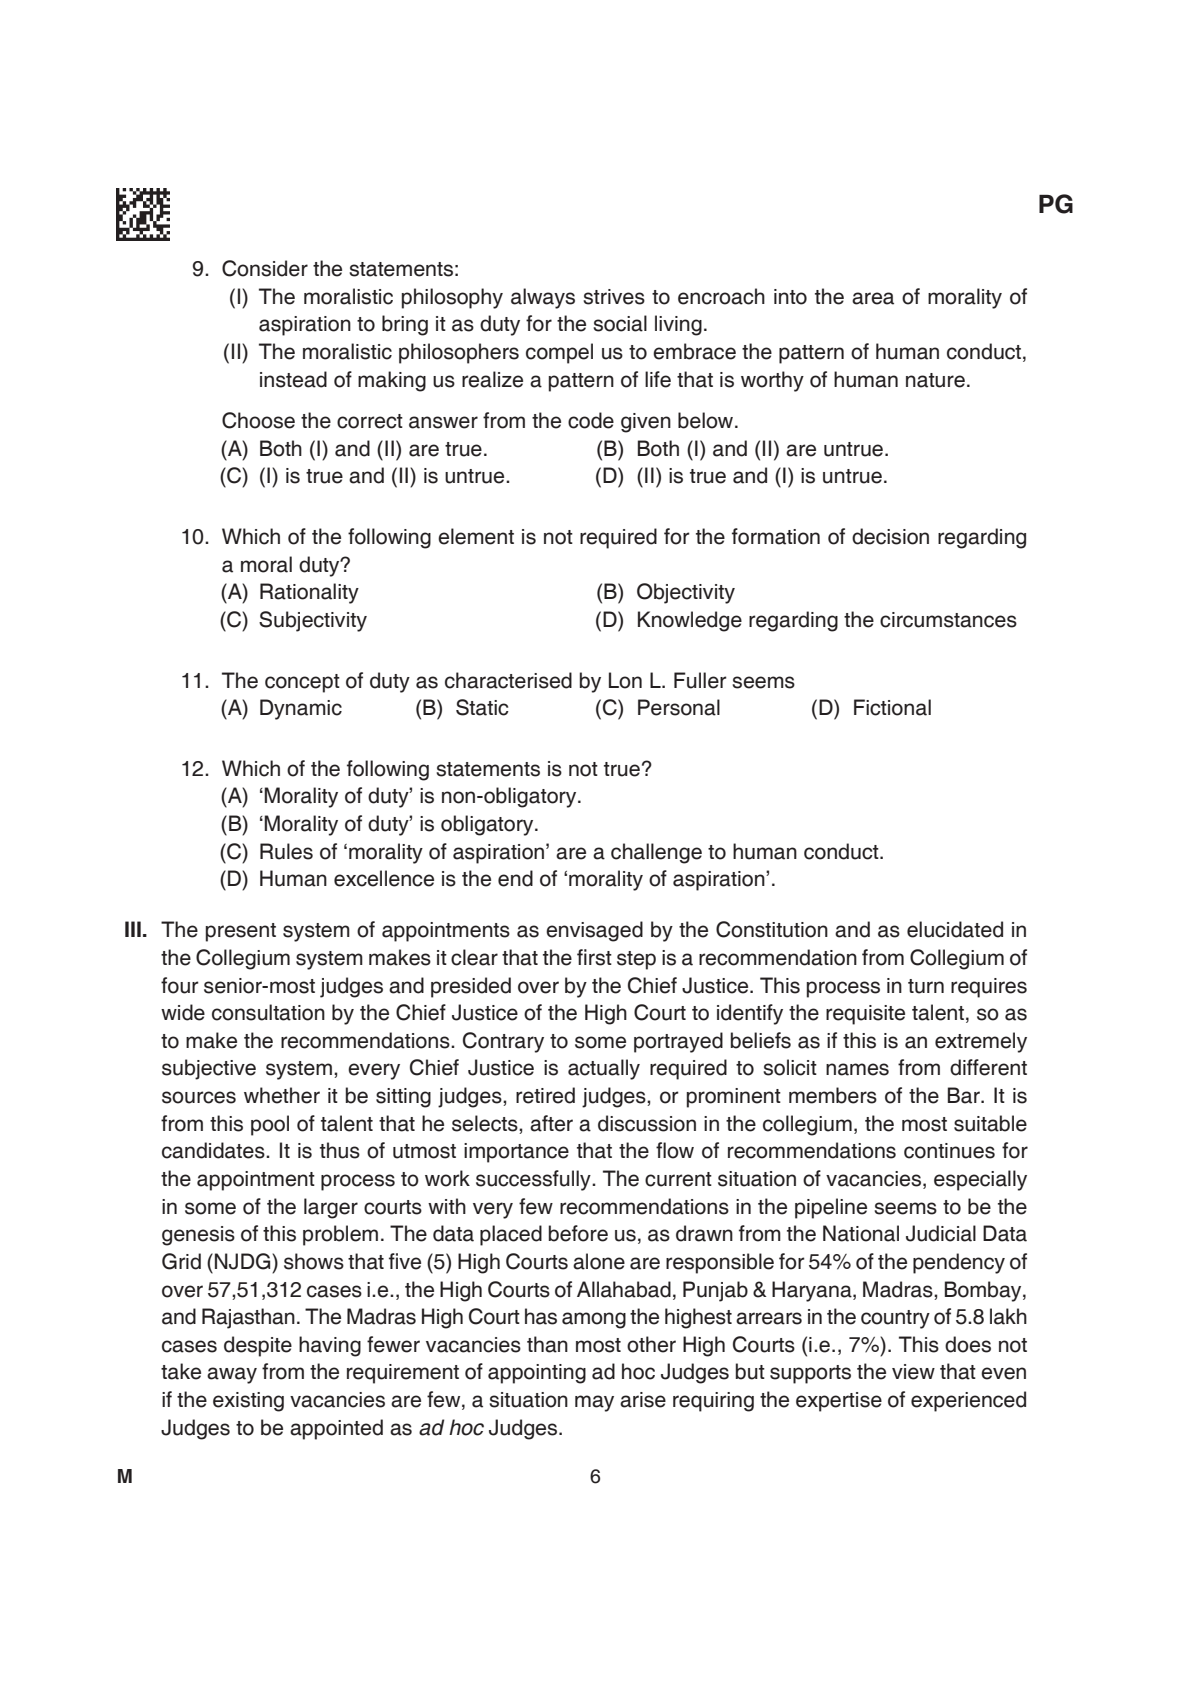 PG
9. Consider the statements:
(I) The moralistic philosophy always strives to encroach into the area of morality of
aspiration to bring it as duty for the social living.
(II) The moralistic philosophers compel us to embrace the pattern of human conduct,
instead of making us realize a pattern of life that is worthy of human nature.
Choose the correct answer from the code given below.
(A) Both (I) and (II) are true. (B) Both (I) and (II) are untrue.
(C) (I) is true and (II) is untrue. (D) (II) is true and (I) is untrue.
10. Which of the following element is not required for the formation of decision regarding
a moral duty?
(A) Rationality (B) Objectivity
(C) Subjectivity (D) Knowledge regarding the circumstances
11. The concept of duty as characterised by Lon L. Fuller seems
(A) Dynamic (B) Static (C) Personal (D) Fictional
12. Which of the following statements is not true?
(A) ‘Morality of duty’ is non-obligatory.
(B) ‘Morality of duty’ is obligatory.
(C) Rules of ‘morality of aspiration’ are a challenge to human conduct.
(D) Human excellence is the end of ‘morality of aspiration’.
III. The present system of appointments as envisaged by the Constitution and as elucidated in
the Collegium system makes it clear that the first step is a recommendation from Collegium of
four senior-most judges and presided over by the Chief Justice. This process in turn requires
wide consultation by the Chief Justice of the High Court to identify the requisite talent, so as
to make the recommendations. Contrary to some portrayed beliefs as if this is an extremely
subjective system, every Chief Justice is actually required to solicit names from different
sources whether it be sitting judges, retired judges, or prominent members of the Bar. It is
from this pool of talent that he selects, after a discussion in the collegium, the most suitable
candidates. It is thus of utmost importance that the flow of recommendations continues for
the appointment process to work successfully. The current situation of vacancies, especially
in some of the larger courts with very few recommendations in the pipeline seems to be the
genesis of this problem. The data placed before us, as drawn from the National Judicial Data
Grid (NJDG) shows that five (5) High Courts alone are responsible for 54% of the pendency of
over 57,51,312 cases i.e., the High Courts of Allahabad, Punjab & Haryana, Madras, Bombay,
and Rajasthan. The Madras High Court has among the highest arrears in the country of 5.8 lakh
cases despite having fewer vacancies than most other High Courts (i.e., 7%). This does not
take away from the requirement of appointing ad hoc Judges but supports the view that even
if the existing vacancies are few, a situation may arise requiring the expertise of experienced
Judges to be appointed as ad hoc Judges.
M 6